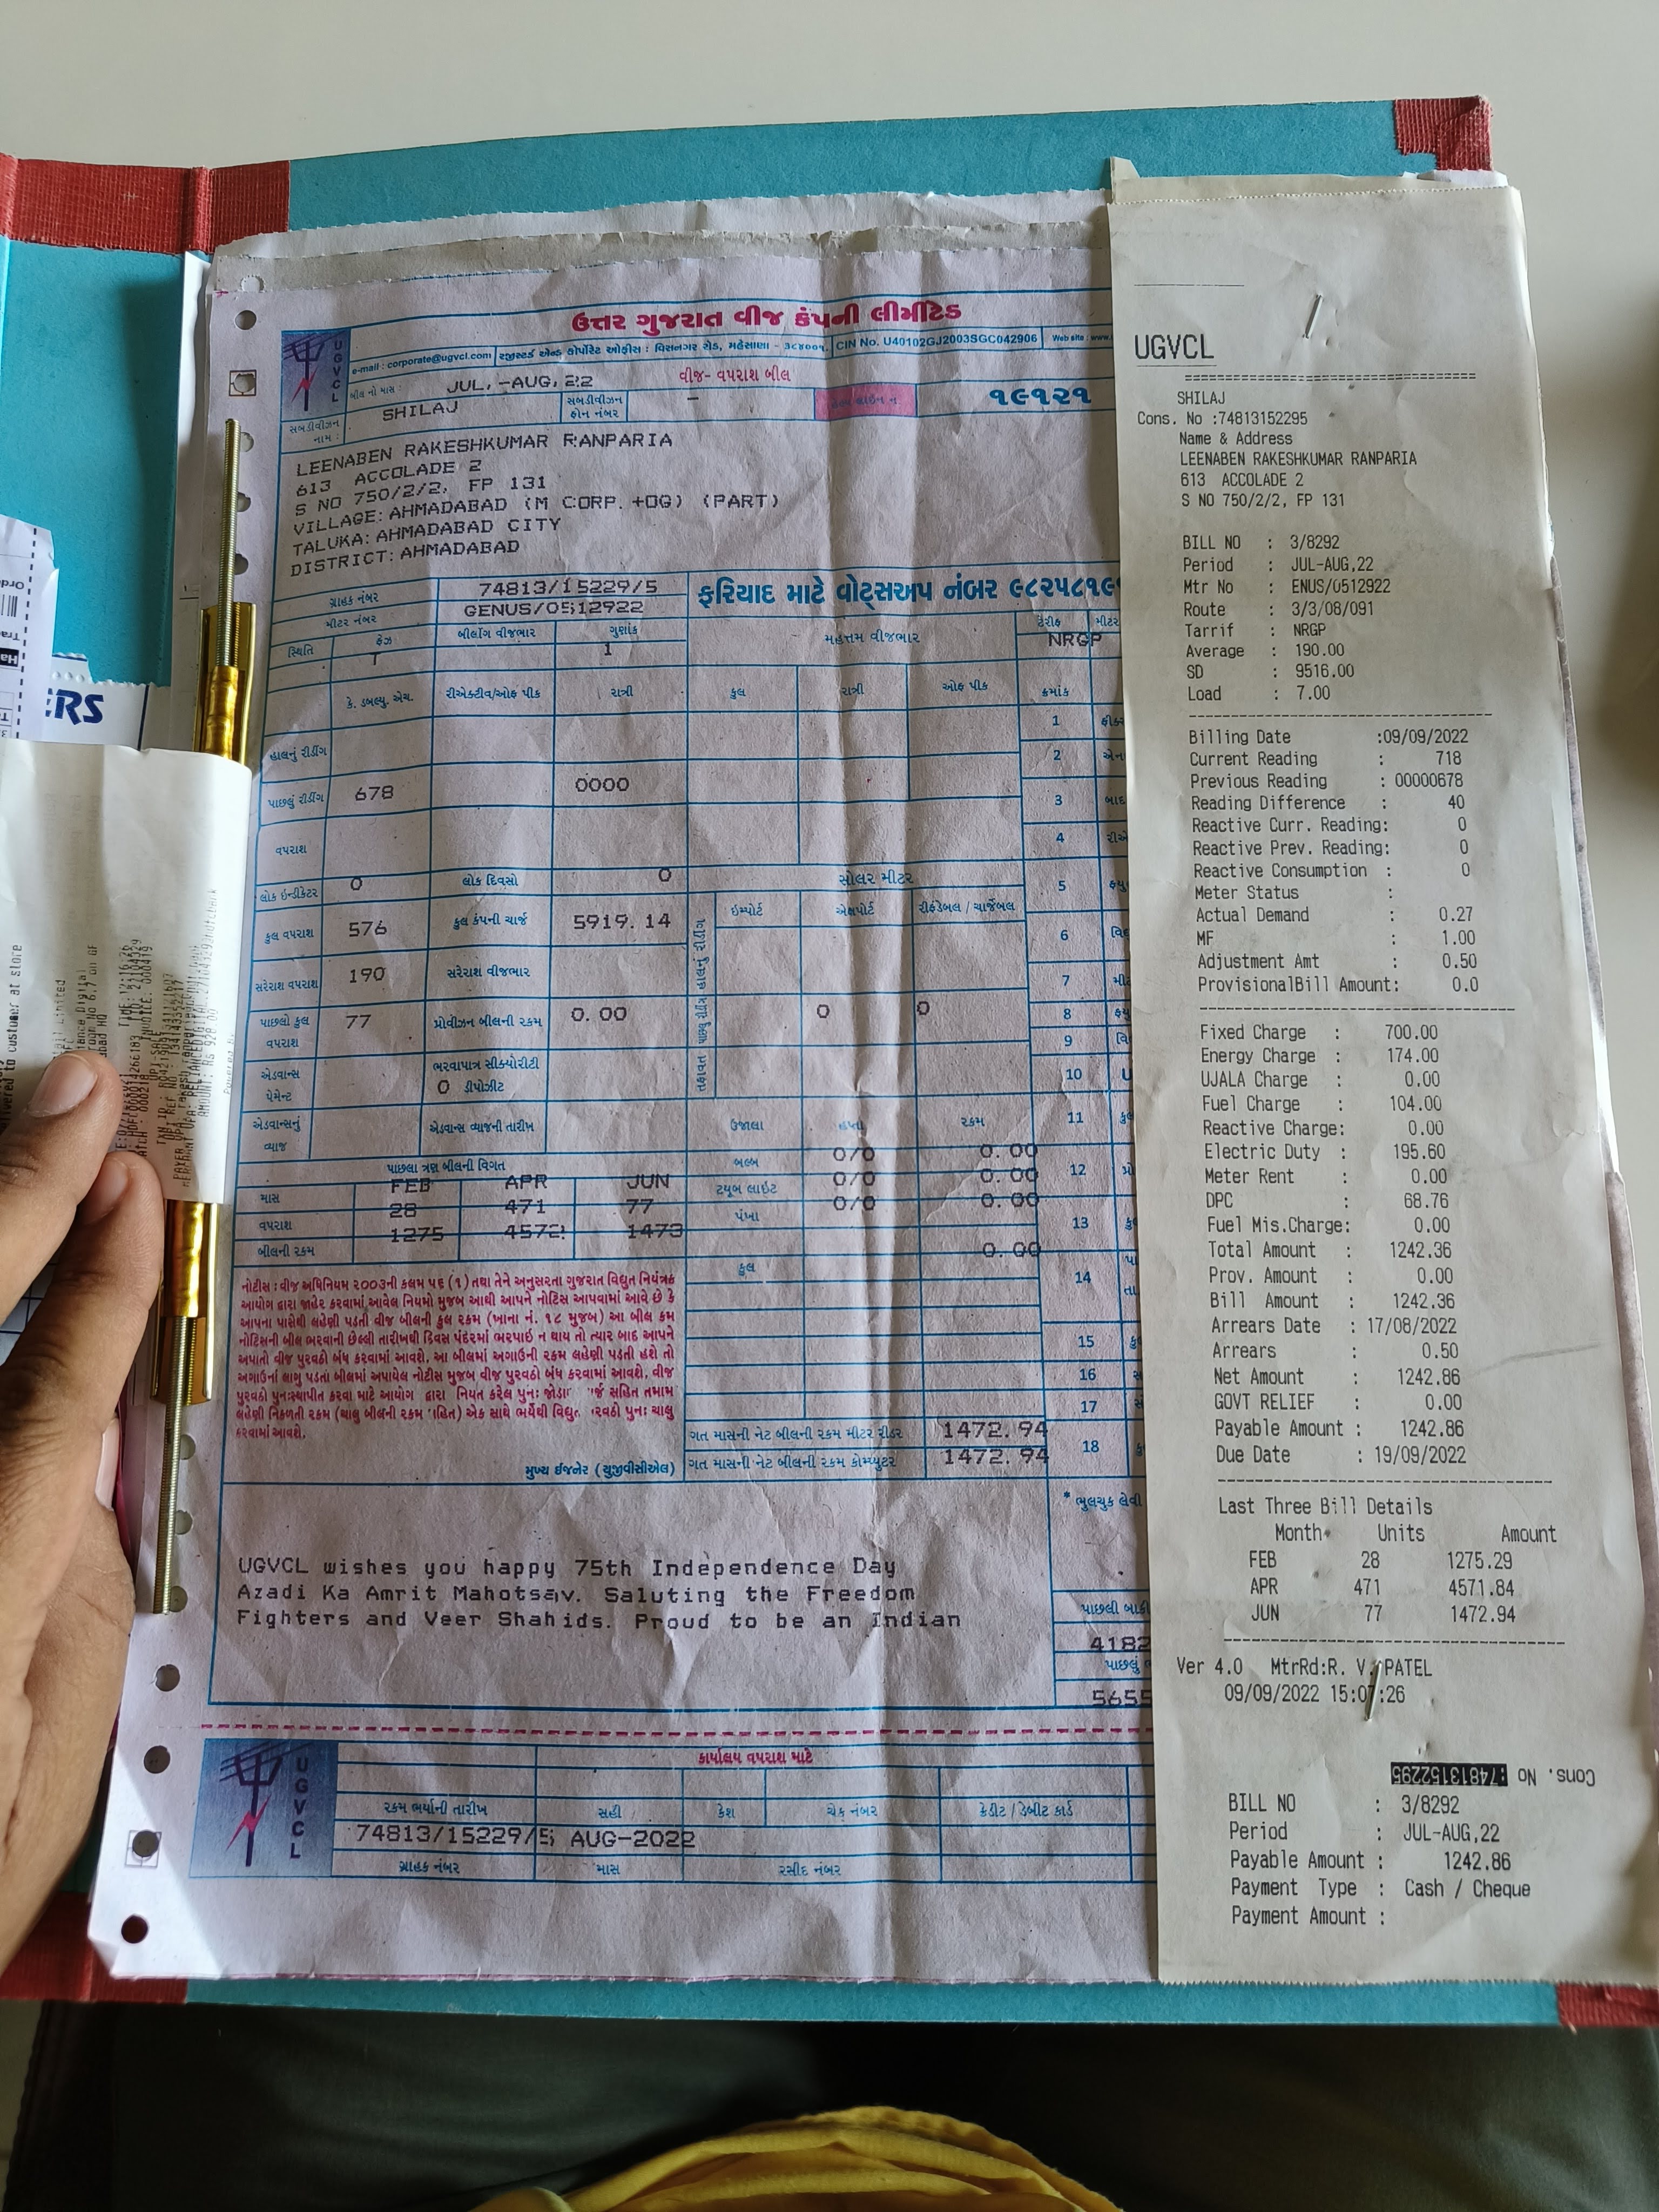 ઉત્તર ગુજરાત વીજ કંપની લીમીટેડ
UGVCL
e-mail : corporate@ugvcl.com રજીસ્ટર્ડ એન્ડ કોર્પોરેટ ઓફીસ : વિસનગર રોડ, મહેસાણા - ૩૮૪૦૦૧. CIN No. U40102GJ2003SGC042906 Web site : www.
બીલ નો માસ : JUL,-AUG,22 વીજ- વપરાશ બીલ
સબડીવીઝન નામ : SHILAJ સબડીવીઝન ફોન નંબર - ૧૯૧૨૧
LEENABEN RAKESHKUMAR RANPARIA
613 ACCOLADE 2
S NO 750/2/2, FP 131
VILLAGE: AHMADABAD (M CORP. +OG) (PART)
TALUKA: AHMADABAD CITY
DISTRICT: AHMADABAD
ગ્રાહક નંબર 74813/15229/5 ફરિયાદ માટે વોટ્સઅપ નંબર ૯૮૨૫૮૧૯૧
મીટર નંબર GENUS/0512922
સ્થિતિ ફેઝ બીલીંગ વીજભાર ગુણાંક મહત્તમ વીજભાર ટેરીફ મીટર
T 1 NRGP
કે. ડબલ્યુ. એચ. રીએક્ટીવ/ઓફ પીક રાત્રી કુલ રાત્રી ઓફ પીક ક્રમાંક
1
હાલનું રીડીંગ 2
પાછલું રીડીંગ 678 0000 3
વપરાશ 4
લોક ઇન્ડીકેટર 0 લોક દિવસો 0 સોલર મીટર 5
કુલ વપરાશ 576 કુલ કંપની ચાર્જ 5919.14 ઇમ્પોર્ટ એક્ષપોર્ટ રીફંડેબલ / ચાર્જેબલ 6
હાલનું રીડીંગ
સરેરાશ વપરાશ 190 સરેરાશ વીજભાર 7
પાછલો કુલ વપરાશ 77 પ્રોવીઝન બીલની રકમ 0.00 પાછલુ રીડીંગ 0 0 8
9
એડવાન્સ પેમેન્ટ ભરવાપાત્ર સીક્યોરીટી ડીપોઝીટ 0 તફાવત 10
એડવાન્સનું વ્યાજ એડવાન્સ વ્યાજની તારીખ ઉજાલા હપ્તા રકમ 11
પાછલા ત્રણ બીલની વિગત બલ્બ 0/0 0.00
માસ FEB APR JUN ટયૂબ લાઇટ 0/0 0.00 12
વપરાશ 28 471 77 પંખા 0/0 0.00
બીલની રકમ 1275 4572 1473 13
કુલ 0.00 14
નોટીસ : વીજ અધિનિયમ ૨૦૦૩ની કલમ ૫૬ (૧) તથા તેને અનુસરતા ગુજરાત વિદ્યુત નિયંત્રક
આયોગ દ્વારા જાહેર કરવામાં આવેલ નિયમો મુજબ આથી આપને નોટિસ આપવામાં આવે છે કે
આપના પાસેથી લહેણી પડતી વીજ બીલની કુલ રકમ (ખાના નં. ૧૮ મુજબ) આ બીલ કમ
નોટિસની બીલ ભરવાની છેલ્લી તારીખથી દિવસ પંદરમાં ભરપાઇ ન થાય તો ત્યાર બાદ આપને
અપાતો વીજ પુરવઠો બંધ કરવામાં આવશે. આ બીલમાં અગાઉની રકમ લહેણી પડતી હશે તો
અગાઉનાં લાગુ પડતા બીલમાં અપાયેલ નોટીસ મુજબ વીજ પુરવઠો બંધ કરવામાં આવશે. વીજ
પુરવઠો પુનઃસ્થાપીત કરવા માટે આયોગ દ્વારા નિયત કરેલ પુનઃ સહિત તમામ
લહેણી નિકળતી રકમ (ચાલુ બીલની રકમ સહિત) એક સાથે ભર્યેથી પુનઃ ચાલુ
કરવામાં આવશે.
15
16
17
ગત માસની નેટ બીલની રકમ મીટર રીડર 1472.94
ગત માસની નેટ બીલની રકમ કોમ્પ્યુટર 1472.94 18
મુખ્ય ઈજનેર (યુજીવીસીએલ)
* ભુલચુક લેવી
UGVCL wishes you happy 75th Independence Day
Azadi Ka Amrit Mahotsav. Saluting the Freedom
Fighters and Veer Shahids. Proud to be an Indian
પાછલી બાકી
4182
પાછલું
5655
UGVCL
કાર્યાલય વપરાશ માટે
રકમ ભર્યાની તારીખ સહી કેશ ચેક નંબર ક્રેડીટ / ડેબીટ કાર્ડ
74813/15229/5 AUG-2022
ગ્રાહક નંબર માસ રસીદ નંબર
UGVCL
SHILAJ
Cons. No :74813152295
Name & Address
LEENABEN RAKESHKUMAR RANPARIA
613 ACCOLADE 2
S NO 750/2/2, FP 131
BILL NO : 3/8292
Period : JUL-AUG,22
Mtr No : ENUS/0512922
Route : 3/3/08/091
Tarrif : NRGP
Average : 190.00
SD : 9516.00
Load : 7.00
Billing Date :09/09/2022
Current Reading : 718
Previous Reading : 00000678
Reading Difference : 40
Reactive Curr. Reading: 0
Reactive Prev. Reading: 0
Reactive Consumption : 0
Meter Status :
Actual Demand : 0.27
MF : 1.00
Adjustment Amt : 0.50
ProvisionalBill Amount: 0.0
Fixed Charge : 700.00
Energy Charge : 174.00
UJALA Charge : 0.00
Fuel Charge : 104.00
Reactive Charge: 0.00
Electric Duty : 195.60
Meter Rent : 0.00
DPC : 68.76
Fuel Mis.Charge: 0.00
Total Amount : 1242.36
Prov. Amount : 0.00
Bill Amount : 1242.36
Arrears Date : 17/08/2022
Arrears : 0.50
Net Amount : 1242.86
GOVT RELIEF : 0.00
Payable Amount : 1242.86
Due Date : 19/09/2022
Last Three Bill Details
Month Units Amount
FEB 28 1275.29
APR 471 4571.84
JUN 77 1472.94
Ver 4.0 MtrRd:R. V. PATEL
09/09/2022 15:07:26
Cons. No :74813152295
BILL NO : 3/8292
Period : JUL-AUG,22
Payable Amount : 1242.86
Payment Type : Cash / Cheque
Payment Amount :
ERS